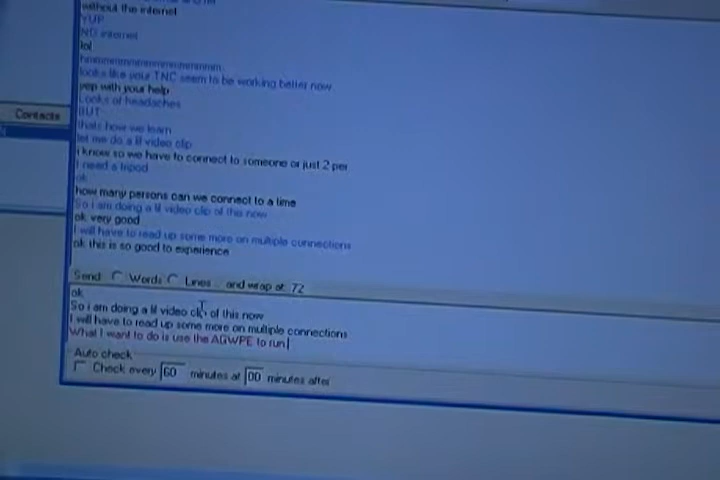 without the internet
YUP
NO internet
lol
looks like your TNC seem to be working better now
yep with your help
Looks of headaches
BUT
thats how we learn
let me do a lil video clip
i know so we have to connect to someone or just 2 per
I need a tripod
ok
how many persons can we connect to a time
So i am doing a lil video clip of this now
ok very good
I will have to read up some more on multiple connections
ok this is so good to experience
Contacts
Send: Words Lines... and wrap at: 72
ok
So i am doing a lil video clip of this now
I will have to read up some more on multiple connections
What I want to do is use the AGWPE to run
Auto check
Check every 60 minutes at 00 minutes after